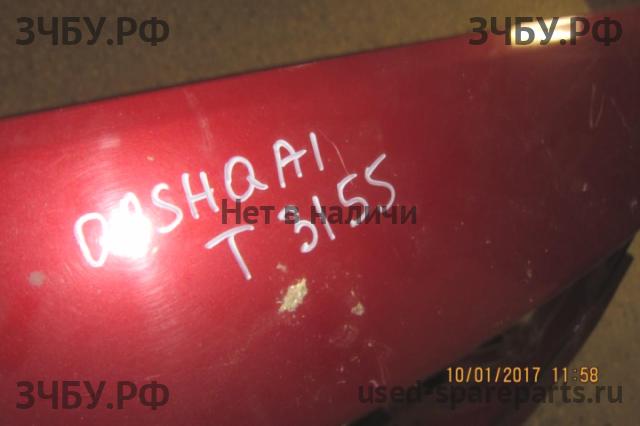 ЗЧБУ.РФ ЗЧБУ.РФ
QASHQAI
Нет в наличи
T 3155
10/01/2017 11:58
ЗЧБУ.РФ used-spareparts.ru